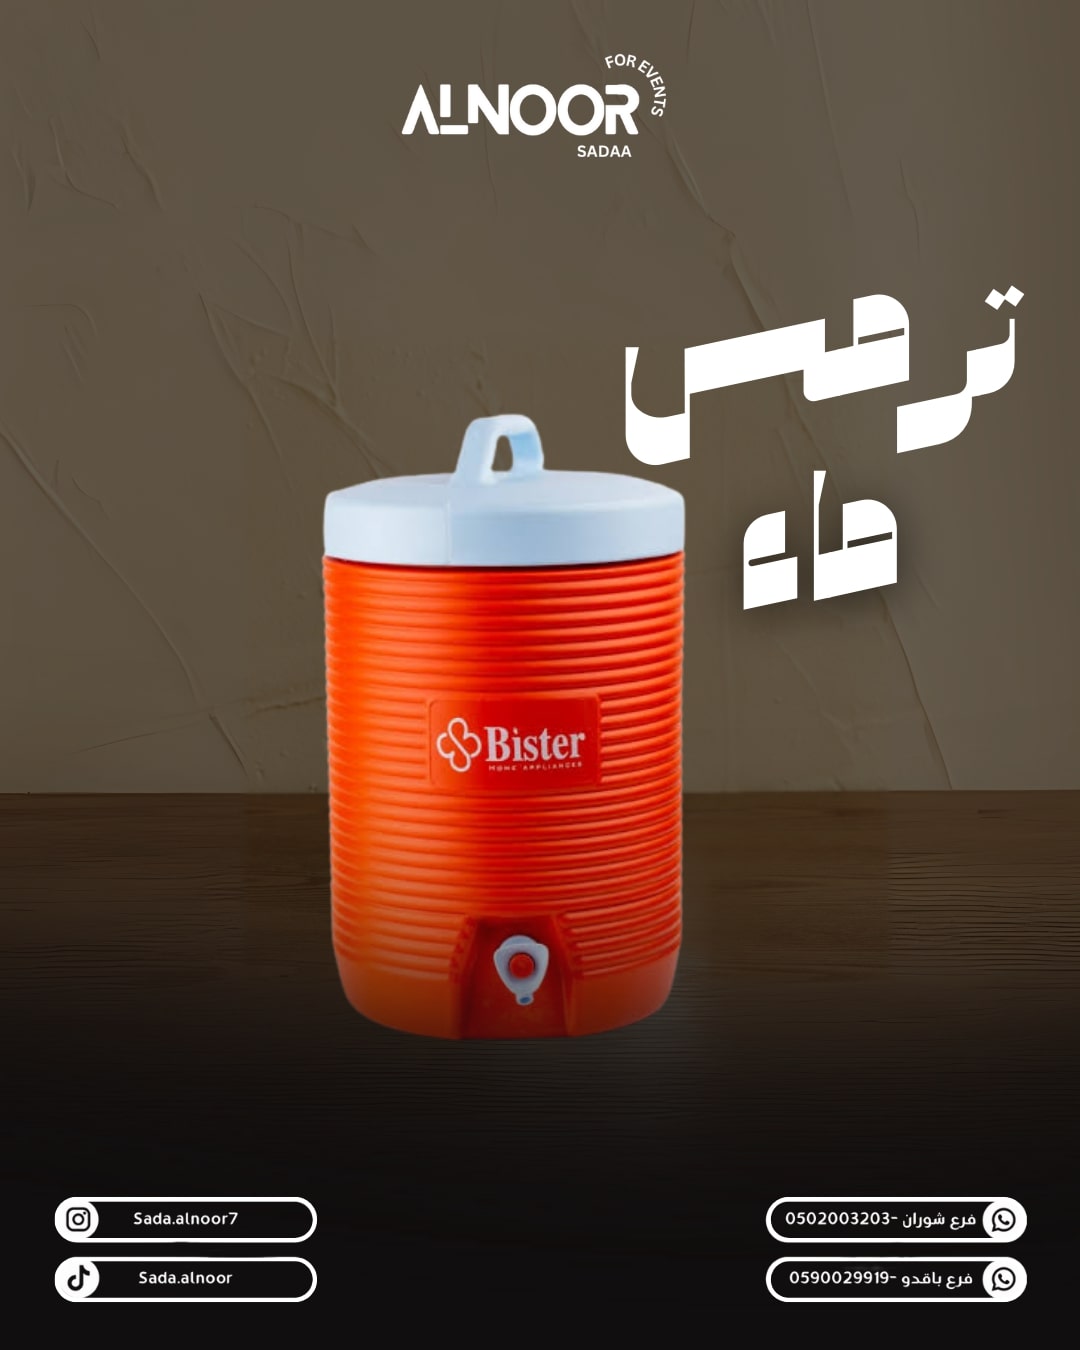 FOR EVENTS
ALNOOR
SADAA
ترمس
ماء
Bister
HOME APPLIANCES
Sada.alnoor7
فرع شوران -0502003203
Sada.alnoor
فرع باقدو -0590029919